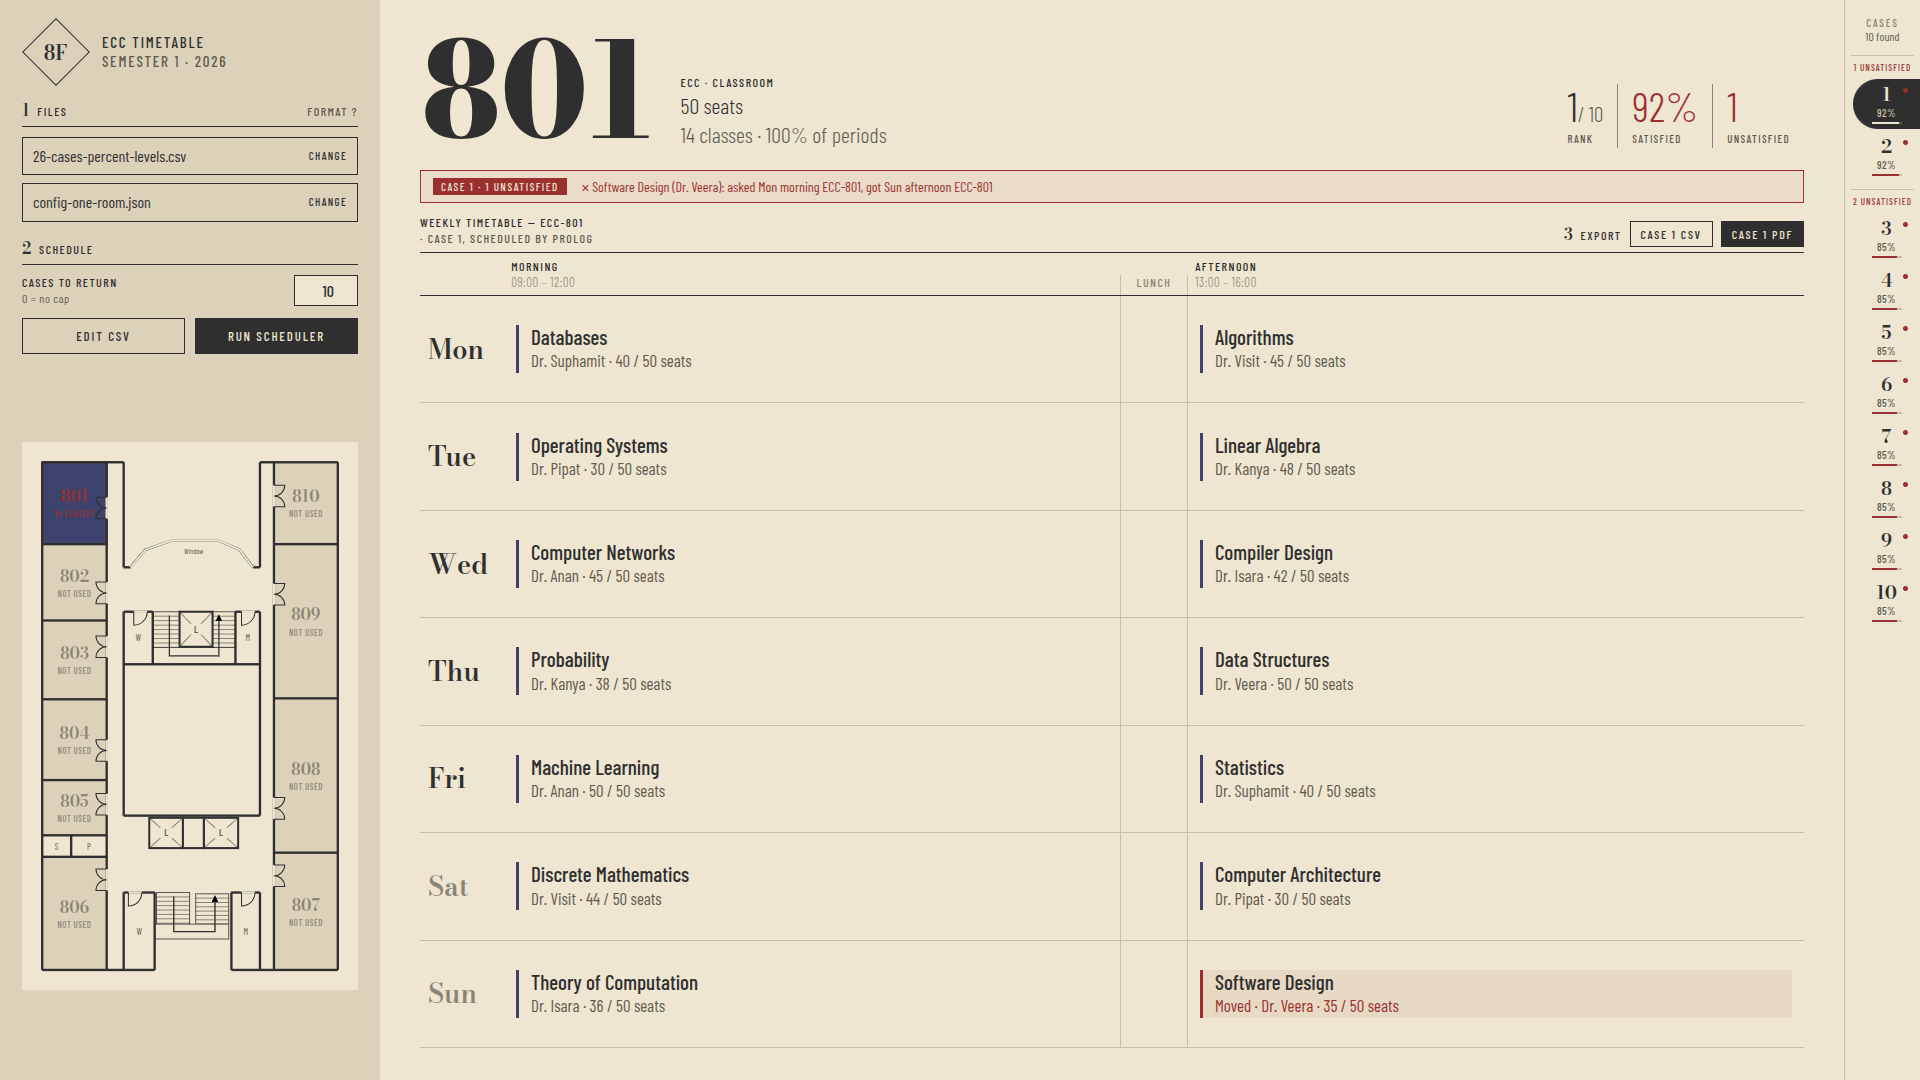 8F
ECC TIMETABLE
SEMESTER 1 · 2026
1 FILES
FORMAT ?
26-cases-percent-levels.csv
CHANGE
config-one-room.json
CHANGE
2 SCHEDULE
CASES TO RETURN
0 = no cap
10
EDIT CSV
RUN SCHEDULER
801
14 CLASSES
810
NOT USED
Window
802
NOT USED
809
NOT USED
W
L
M
803
NOT USED
804
NOT USED
808
NOT USED
805
NOT USED
L
L
S
P
806
NOT USED
807
NOT USED
W
M
801
ECC · CLASSROOM
50 seats
14 classes · 100% of periods
1/ 10
RANK
92%
SATISFIED
1
UNSATISFIED
CASE 1 · 1 UNSATISFIED
× Software Design (Dr. Veera): asked Mon morning ECC-801, got Sun afternoon ECC-801
WEEKLY TIMETABLE — ECC-801
· CASE 1, SCHEDULED BY PROLOG
3 EXPORT
CASE 1 CSV
CASE 1 PDF
MORNING
09:00 – 12:00
LUNCH
AFTERNOON
13:00 – 16:00
Mon
Databases
Dr. Suphamit · 40 / 50 seats
Algorithms
Dr. Visit · 45 / 50 seats
Tue
Operating Systems
Dr. Pipat · 30 / 50 seats
Linear Algebra
Dr. Kanya · 48 / 50 seats
Wed
Computer Networks
Dr. Anan · 45 / 50 seats
Compiler Design
Dr. Isara · 42 / 50 seats
Thu
Probability
Dr. Kanya · 38 / 50 seats
Data Structures
Dr. Veera · 50 / 50 seats
Fri
Machine Learning
Dr. Anan · 50 / 50 seats
Statistics
Dr. Suphamit · 40 / 50 seats
Sat
Discrete Mathematics
Dr. Visit · 44 / 50 seats
Computer Architecture
Dr. Pipat · 30 / 50 seats
Sun
Theory of Computation
Dr. Isara · 36 / 50 seats
Software Design
Moved · Dr. Veera · 35 / 50 seats
CASES
10 found
1 UNSATISFIED
1
92%
2
92%
2 UNSATISFIED
3
85%
4
85%
5
85%
6
85%
7
85%
8
85%
9
85%
10
85%